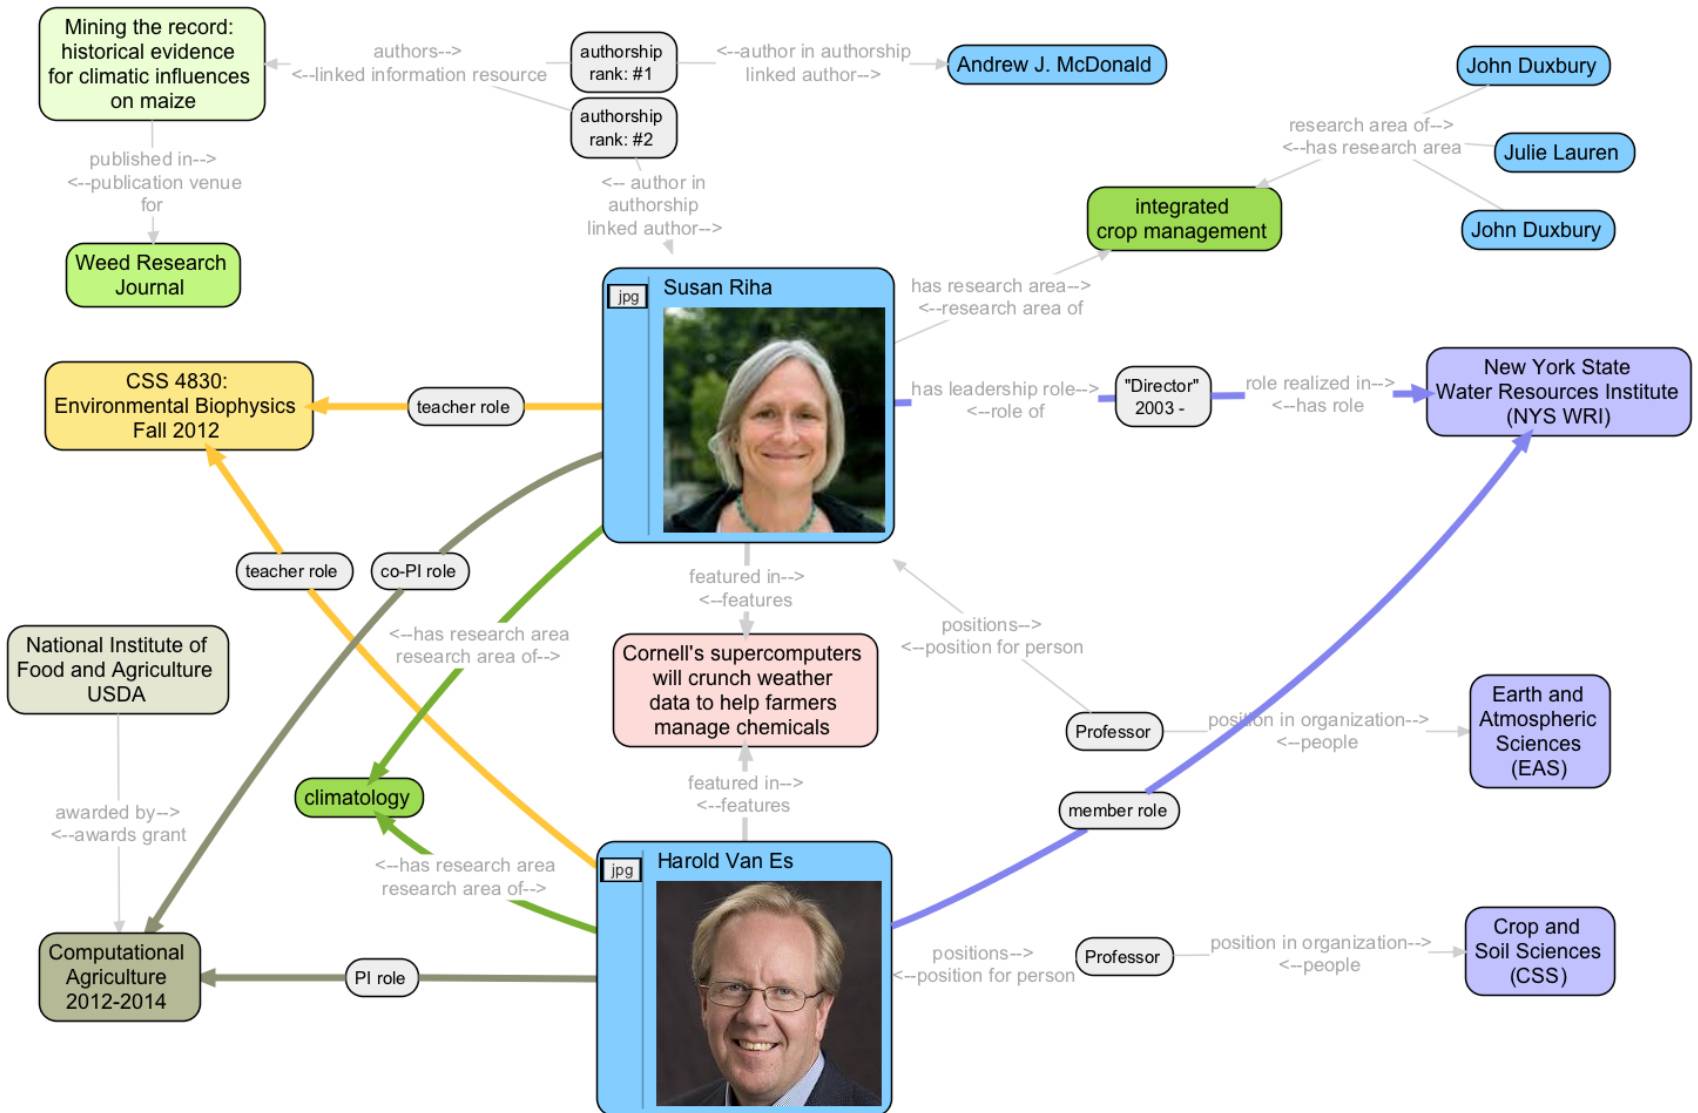 Mining the record:
historical evidence
for climatic influences
on maize
authors-->
<--linked information resource
authorship
rank: #1
<--author in authorship
linked author-->
Andrew J. McDonald
authorship
rank: #2
John Duxbury
research area of-->
<--has research area
Julie Lauren
John Duxbury
published in-->
<--publication venue
for
<-- author in
authorship
linked author-->
integrated
crop management
Weed Research
Journal
has research area-->
<--research area of
jpg
Susan Riha
CSS 4830:
Environmental Biophysics
Fall 2012
teacher role
has leadership role-->
<--role of
"Director"
2003 -
role realized in-->
<--has role
New York State
Water Resources Institute
(NYS WRI)
teacher role
co-PI role
featured in-->
<--features
positions-->
<--position for person
<--has research area
research area of-->
National Institute of
Food and Agriculture
USDA
Cornell's supercomputers
will crunch weather
data to help farmers
manage chemicals
Professor
position in organization-->
<--people
Earth and
Atmospheric
Sciences
(EAS)
climatology
featured in-->
<--features
member role
awarded by-->
<--awards grant
<--has research area
research area of-->
jpg
Harold Van Es
Computational
Agriculture
2012-2014
PI role
positions-->
<--position for person
Professor
position in organization-->
<--people
Crop and
Soil Sciences
(CSS)